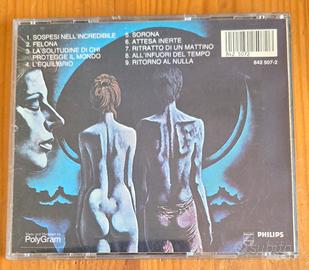 1. SOSPESI NELL'INCREDIBILE
2. FELONA
3. LA SOLITUDINE DI CHI
PROTEGGE IL MONDO
4. L'EQUILIBRIO
5. SORONA
6. ATTESA INERTE
7. RITRATTO DI UN MATTINO
8. ALL'INFUORI DEL TEMPO
9. RITORNO AL NULLA
842 507-2
PolyGram
PHILIPS
subito